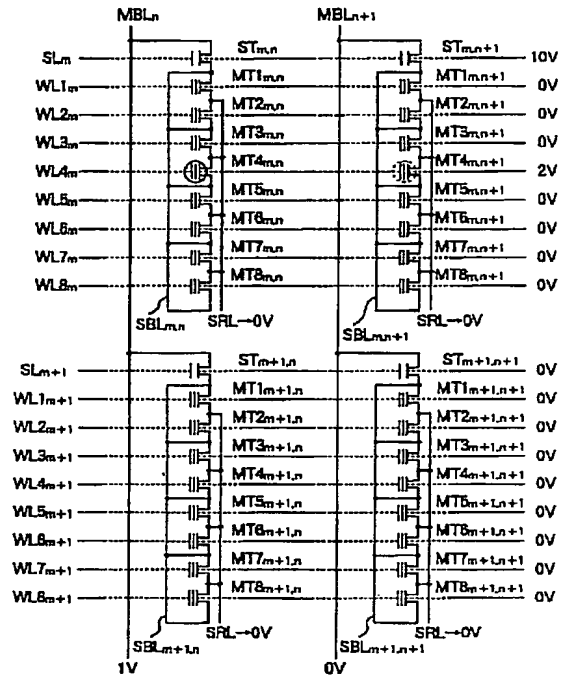 MBLn MBLn+1
SLm STm,n STm,n+1 10V
WL1m MT1m,n MT1m,n+1 0V
WL2m MT2m,n MT2m,n+1 0V
WL3m MT3m,n MT3m,n+1 0V
WL4m MT4m,n MT4m,n+1 2V
WL5m MT5m,n MT5m,n+1 0V
WL6m MT6m,n MT6m,n+1 0V
WL7m MT7m,n MT7m,n+1 0V
WL8m MT8m,n MT8m,n+1 0V
SBLm,n SRL→0V SBLm,n+1 SRL→0V
SLm+1 STm+1,n STm+1,n+1 0V
WL1m+1 MT1m+1,n MT1m+1,n+1 0V
WL2m+1 MT2m+1,n MT2m+1,n+1 0V
WL3m+1 MT3m+1,n MT3m+1,n+1 0V
WL4m+1 MT4m+1,n MT4m+1,n+1 0V
WL5m+1 MT5m+1,n MT5m+1,n+1 0V
WL6m+1 MT6m+1,n MT6m+1,n+1 0V
WL7m+1 MT7m+1,n MT7m+1,n+1 0V
WL8m+1 MT8m+1,n MT8m+1,n+1 0V
SBLm+1,n SRL→0V SBLm+1,n+1 SRL→0V
1V 0V